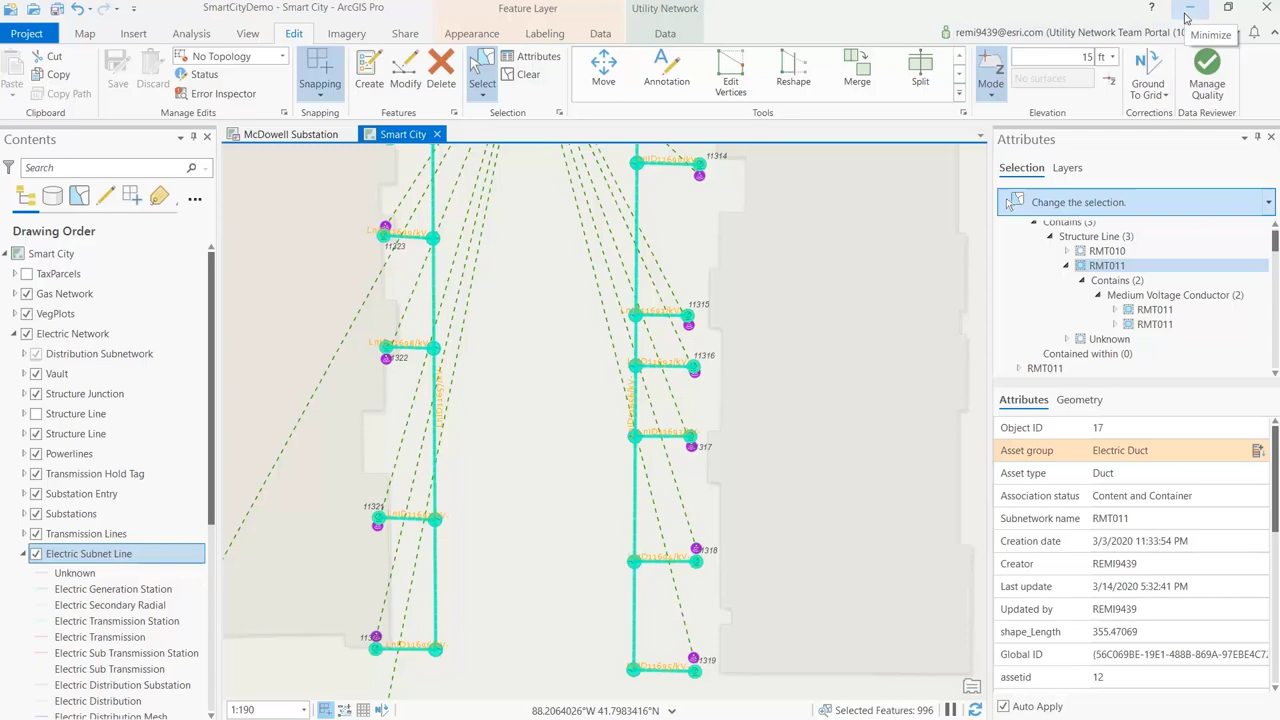 SmartCityDemo - Smart City - ArcGIS Pro
Feature Layer
Utility Network
?
Project
Map
Insert
Analysis
View
Edit
Imagery
Share
Appearance
Labeling
Data
Data
remi9439@esri.com (Utility Network Team Portal (10
Minimize
Paste
Cut
Copy
Copy Path
Clipboard
Save
Discard
No Topology
Status
Error Inspector
Manage Edits
Snapping
Snapping
Create
Modify
Delete
Features
Select
Attributes
Clear
Selection
Move
Annotation
Edit
Vertices
Reshape
Merge
Split
Tools
Mode
15 ft
No surfaces
Elevation
Ground
To Grid
Corrections
Manage
Quality
Data Reviewer
Contents
Search
Drawing Order
Smart City
TaxParcels
Gas Network
VegPlots
Electric Network
Distribution Subnetwork
Vault
Structure Junction
Structure Line
Structure Line
Powerlines
Transmission Hold Tag
Substation Entry
Substations
Transmission Lines
Electric Subnet Line
Unknown
Electric Generation Station
Electric Secondary Radial
Electric Transmission Station
Electric Transmission
Electric Sub Transmission Station
Electric Sub Transmission
Electric Distribution Substation
Electric Distribution
Electric Distribution Mesh
McDowell Substation
Smart City
11314
11323
11315
11322
11316
317
11321
11318
11319
1:190
88.2064026°W 41.7983416°N
Selected Features: 996
Attributes
Selection
Layers
Change the selection.
Contains (3)
Structure Line (3)
RMT010
RMT011
Contains (2)
Medium Voltage Conductor (2)
RMT011
RMT011
Unknown
Contained within (0)
RMT011
Attributes
Geometry
Object ID 17
Asset group Electric Duct
Asset type Duct
Association status Content and Container
Subnetwork name RMT011
Creation date 3/3/2020 11:33:54 PM
Creator REMI9439
Last update 3/14/2020 5:32:41 PM
Updated by REMI9439
shape_Length 355.47069
Global ID {56C069BE-19E1-488B-869A-97EBE4C7
assetid 12
Auto Apply